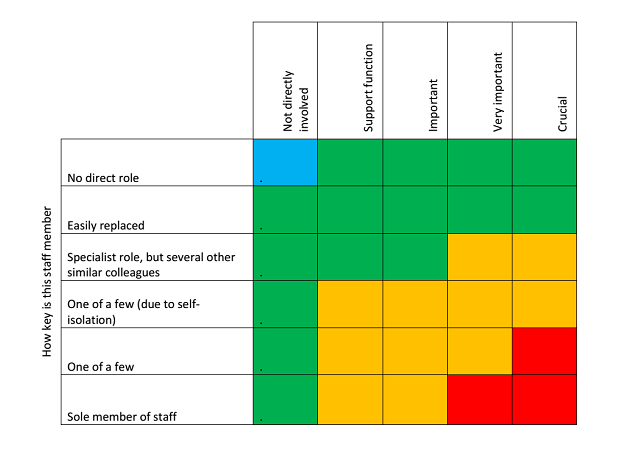 Not directly
involved
Support function
Important
Very important
Crucial
How key is this staff member
No direct role
.
Easily replaced
.
Specialist role, but several other
similar colleagues
.
One of a few (due to self-
isolation)
.
One of a few
.
Sole member of staff
.